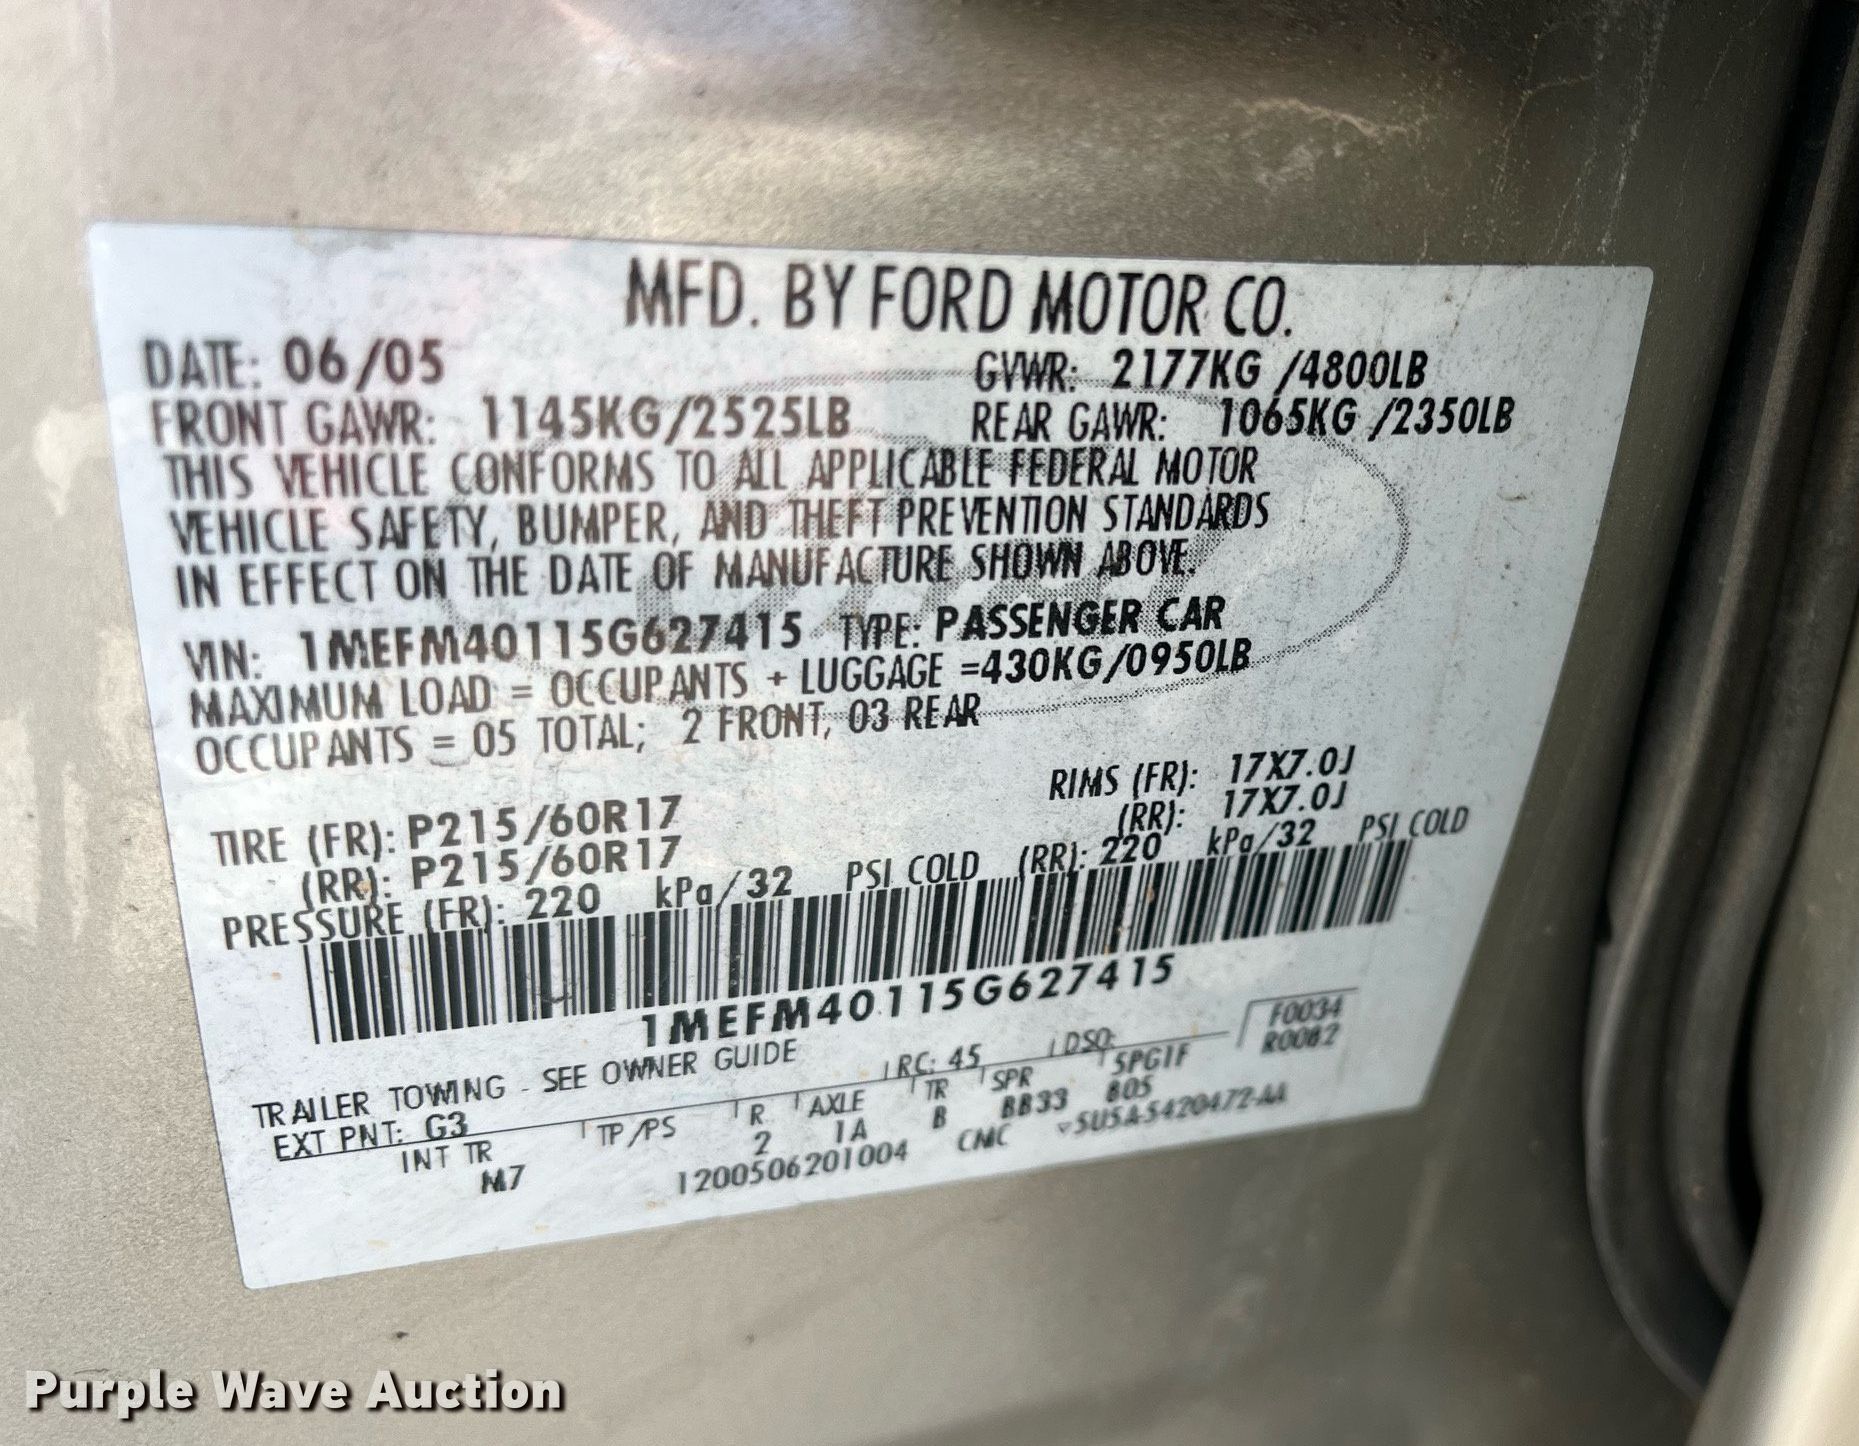 MFD. BY FORD MOTOR CO.
DATE: 06/05 GVWR: 2177KG /4800LB
FRONT GAWR: 1145KG/2525LB REAR GAWR: 1065KG /2350LB
THIS VEHICLE CONFORMS TO ALL APPLICABLE FEDERAL MOTOR
VEHICLE SAFETY, BUMPER, AND THEFT PREVENTION STANDARDS
IN EFFECT ON THE DATE OF MANUFACTURE SHOWN ABOVE.
VIN: 1MEFM40115G627415 TYPE: PASSENGER CAR
MAXIMUM LOAD = OCCUPANTS + LUGGAGE =430KG/0950LB
OCCUPANTS = 05 TOTAL; 2 FRONT, 03 REAR
TIRE (FR): P215/60R17 RIMS (FR): 17X7.0J
(RR): P215/60R17 (RR): 17X7.0J
PRESSURE (FR): 220 kPa/32 PSI COLD (RR): 220 kPa/32 PSI COLD
1MEFM40115G627415
TRAILER TOWING - SEE OWNER GUIDE F0034
EXT PNT: G3 RC: 45 DSO: R0062
INT TR TP/PS R AXLE TR SPR SPGIF
M7 2 1A B BB33 B05
1200506201004 CMC ▽5U5A-5420472-AA
Purple Wave Auction